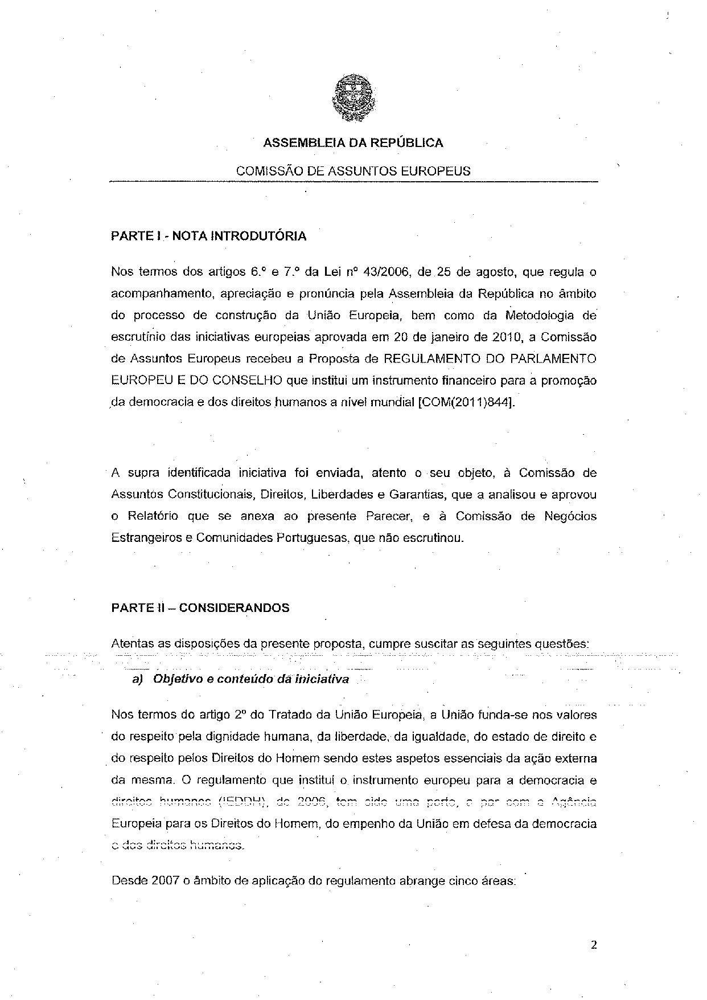 ASSEMBLEIA DA REPÚBLICA
COMISSÃO DE ASSUNTOS EUROPEUS
PARTE I - NOTA INTRODUTÓRIA
Nos termos dos artigos 6.º e 7.º da Lei nº 43/2006, de 25 de agosto, que regula o
acompanhamento, apreciação e pronúncia pela Assembleia da República no âmbito
do processo de construção da União Europeia, bem como da Metodologia de
escrutínio das iniciativas europeias aprovada em 20 de janeiro de 2010, a Comissão
de Assuntos Europeus recebeu a Proposta de REGULAMENTO DO PARLAMENTO
EUROPEU E DO CONSELHO que institui um instrumento financeiro para a promoção
da democracia e dos direitos humanos a nível mundial [COM(2011)844].
A supra identificada iniciativa foi enviada, atento o seu objeto, à Comissão de
Assuntos Constitucionais, Direitos, Liberdades e Garantias, que a analisou e aprovou
o Relatório que se anexa ao presente Parecer, e à Comissão de Negócios
Estrangeiros e Comunidades Portuguesas, que não escrutinou.
PARTE II – CONSIDERANDOS
Atentas as disposições da presente proposta, cumpre suscitar as seguintes questões:
a) Objetivo e conteúdo da iniciativa
Nos termos do artigo 2º do Tratado da União Europeia, a União funda-se nos valores
do respeito pela dignidade humana, da liberdade, da igualdade, do estado de direito e
do respeito pelos Direitos do Homem sendo estes aspetos essenciais da ação externa
da mesma. O regulamento que institui o instrumento europeu para a democracia e
direitos humanos (IEDDH), de 2006, tem sido uma parte, a par com a Agência
Europeia para os Direitos do Homem, do empenho da União em defesa da democracia
e dos direitos humanos.
Desde 2007 o âmbito de aplicação do regulamento abrange cinco áreas:
2